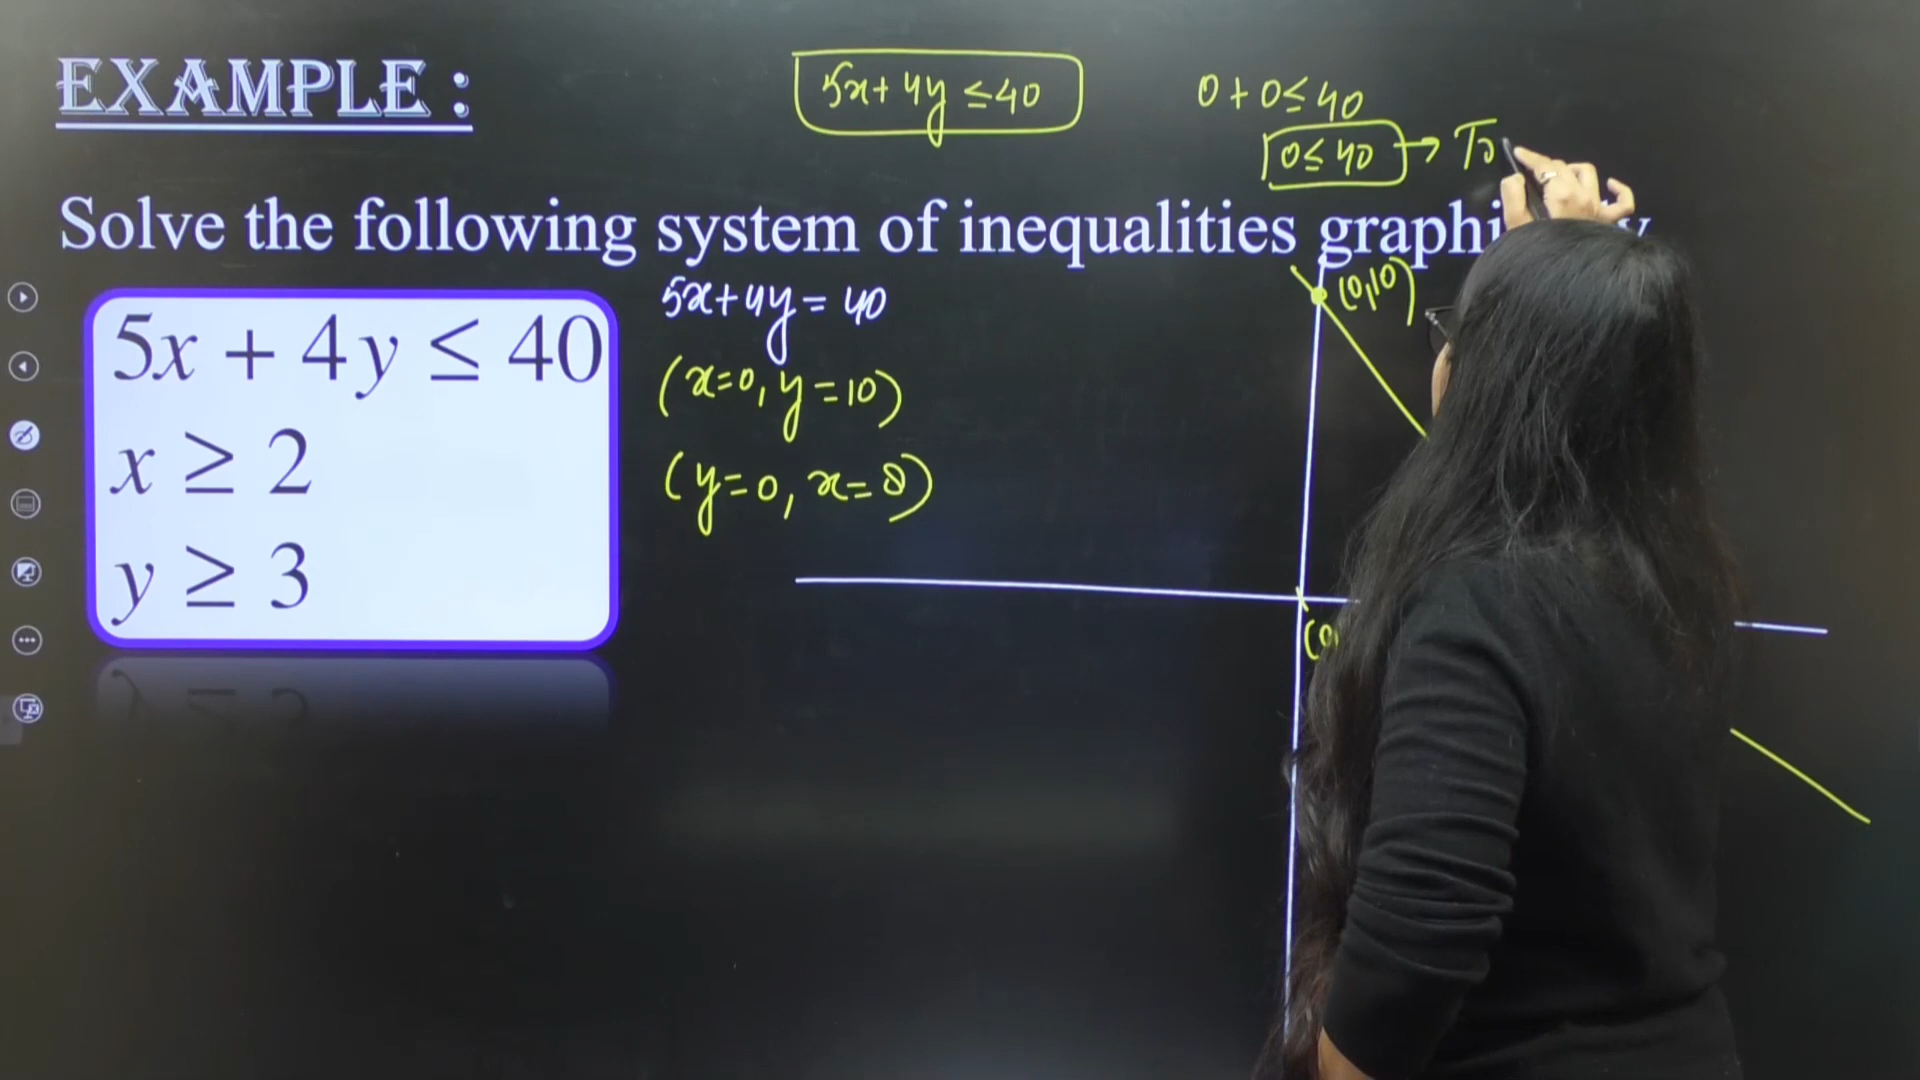 EXAMPLE :
5x + 4y ≤ 40
0 + 0 ≤ 40
0 ≤ 40 →
Solve the following system of inequalities
5x + 4y ≤ 40
x ≥ 2
y ≥ 3
5x + 4y = 40
(x=0, y=10)
(y=0, x=8)
(0,10)
(0